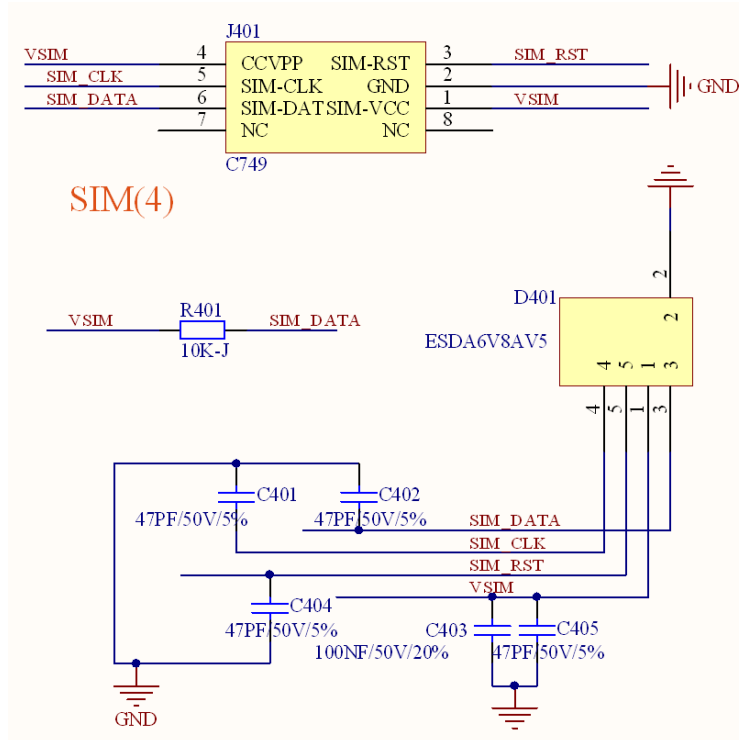 J401
VSIM 4 CCVPP SIM-RST 3 SIM_RST
SIM_CLK 5 SIM-CLK GND 2 GND
SIM_DATA 6 SIM-DAT SIM-VCC 1 VSIM
7 NC NC 8
C749
SIM(4)
2
D401
2
R401
VSIM SIM_DATA
10K-J
ESDA6V8AV5
4 5 1 3
4 5 1 3
C401 C402
47PF/50V/5% 47PF/50V/5% SIM_DATA
SIM_CLK
SIM_RST
VSIM
C404
47PF/50V/5% C403 C405
100NF/50V/20% 47PF/50V/5%
GND